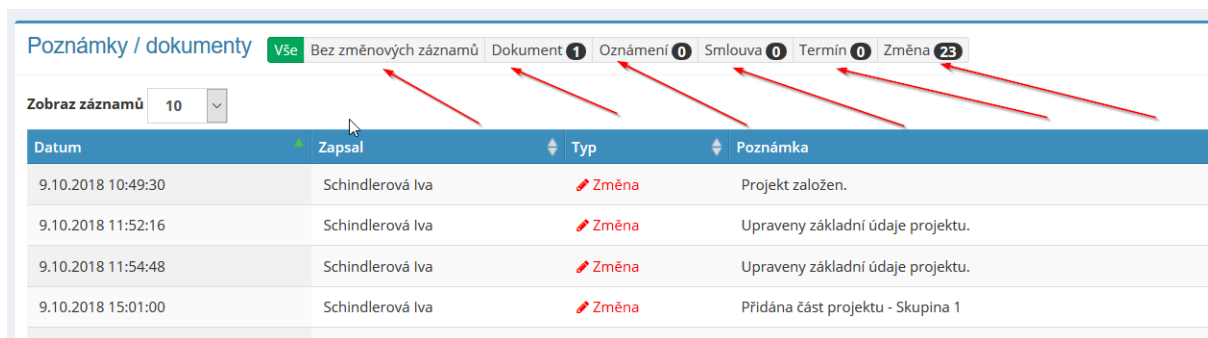 Poznámky / dokumenty Vše Bez změnových záznamů Dokument 1 Oznámení 0 Smlouva 0 Termín 0 Změna 23
Zobraz záznamů 10
Datum Zapsal Typ Poznámka
9.10.2018 10:49:30 Schindlerová Iva Změna Projekt založen.
9.10.2018 11:52:16 Schindlerová Iva Změna Upraveny základní údaje projektu.
9.10.2018 11:54:48 Schindlerová Iva Změna Upraveny základní údaje projektu.
9.10.2018 15:01:00 Schindlerová Iva Změna Přidána část projektu - Skupina 1